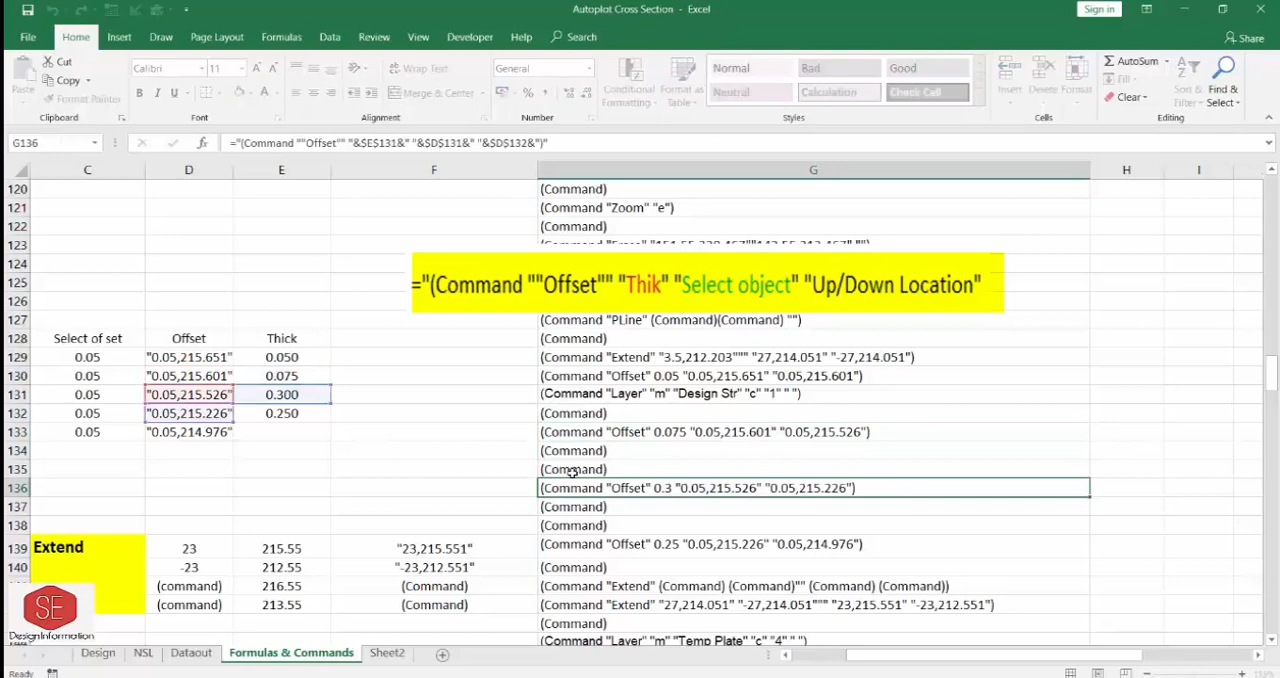 Autoplot Cross Section - Excel
Sign in
File Home Insert Draw Page Layout Formulas Data Review View Developer Help Search Share
Cut
Copy
Format Painter
Paste
Clipboard
Calibri 11
B I U
Font
Wrap Text
Merge & Center
Alignment
General
Number
Conditional Formatting
Format as Table
Normal Bad Good
Neutral Calculation Check Cell
Styles
Insert Delete Format
Cells
AutoSum
Fill
Clear
Sort & Filter
Find & Select
Editing
G136 fx ="(Command ""Offset"" "&$E$131&" "&$D$131&" "&$D$132&")"
C D E F G H I
120 (Command)
121 (Command "Zoom" "e")
122 (Command)
123
124
="(Command ""Offset"" "Thik" "Select object" "Up/Down Location"
125
126
127 (Command "PLine" (Command)(Command) "")
128 Select of set Offset Thick (Command)
129 0.05 "0.05,215.651" 0.050 (Command "Extend" "3.5,212.203""" "27,214.051" "-27,214.051")
130 0.05 "0.05,215.601" 0.075 (Command "Offset" 0.05 "0.05,215.651" "0.05,215.601")
131 0.05 "0.05,215.526" 0.300 (Command "Layer" "m" "Design Str" "c" "1" " ")
132 0.05 "0.05,215.226" 0.250 (Command)
133 0.05 "0.05,214.976" (Command "Offset" 0.075 "0.05,215.601" "0.05,215.526")
134 (Command)
135 (Command)
136 (Command "Offset" 0.3 "0.05,215.526" "0.05,215.226")
137 (Command)
138 (Command)
139 Extend 23 215.55 "23,215.551" (Command "Offset" 0.25 "0.05,215.226" "0.05,214.976")
140 -23 212.55 "-23,212.551" (Command)
(command) 216.55 (Command) (Command "Extend" (Command) (Command)"" (Command) (Command))
(command) 213.55 (Command) (Command "Extend" "27,214.051" "-27,214.051""" "23,215.551" "-23,212.551")
(Command)
(Command "Layer" "m" "Temp Plate" "c" "4" " ")
SE
DesignInformation
Design NSL Dataout Formulas & Commands Sheet2
Ready